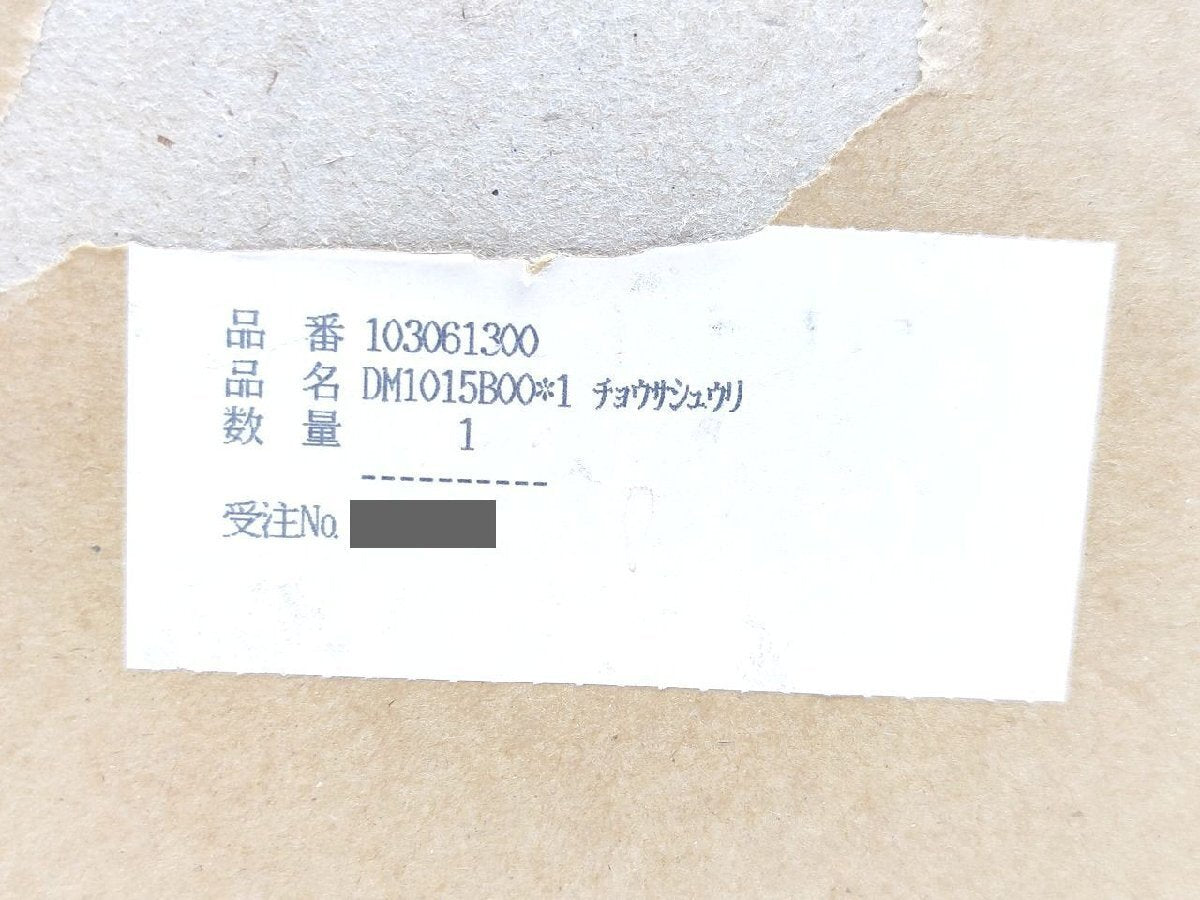 品 番 103061300
品 名 DM1015B00*1 ﾁｮｳｻｼｭｳﾘ
数 量 1
----------
受注No.